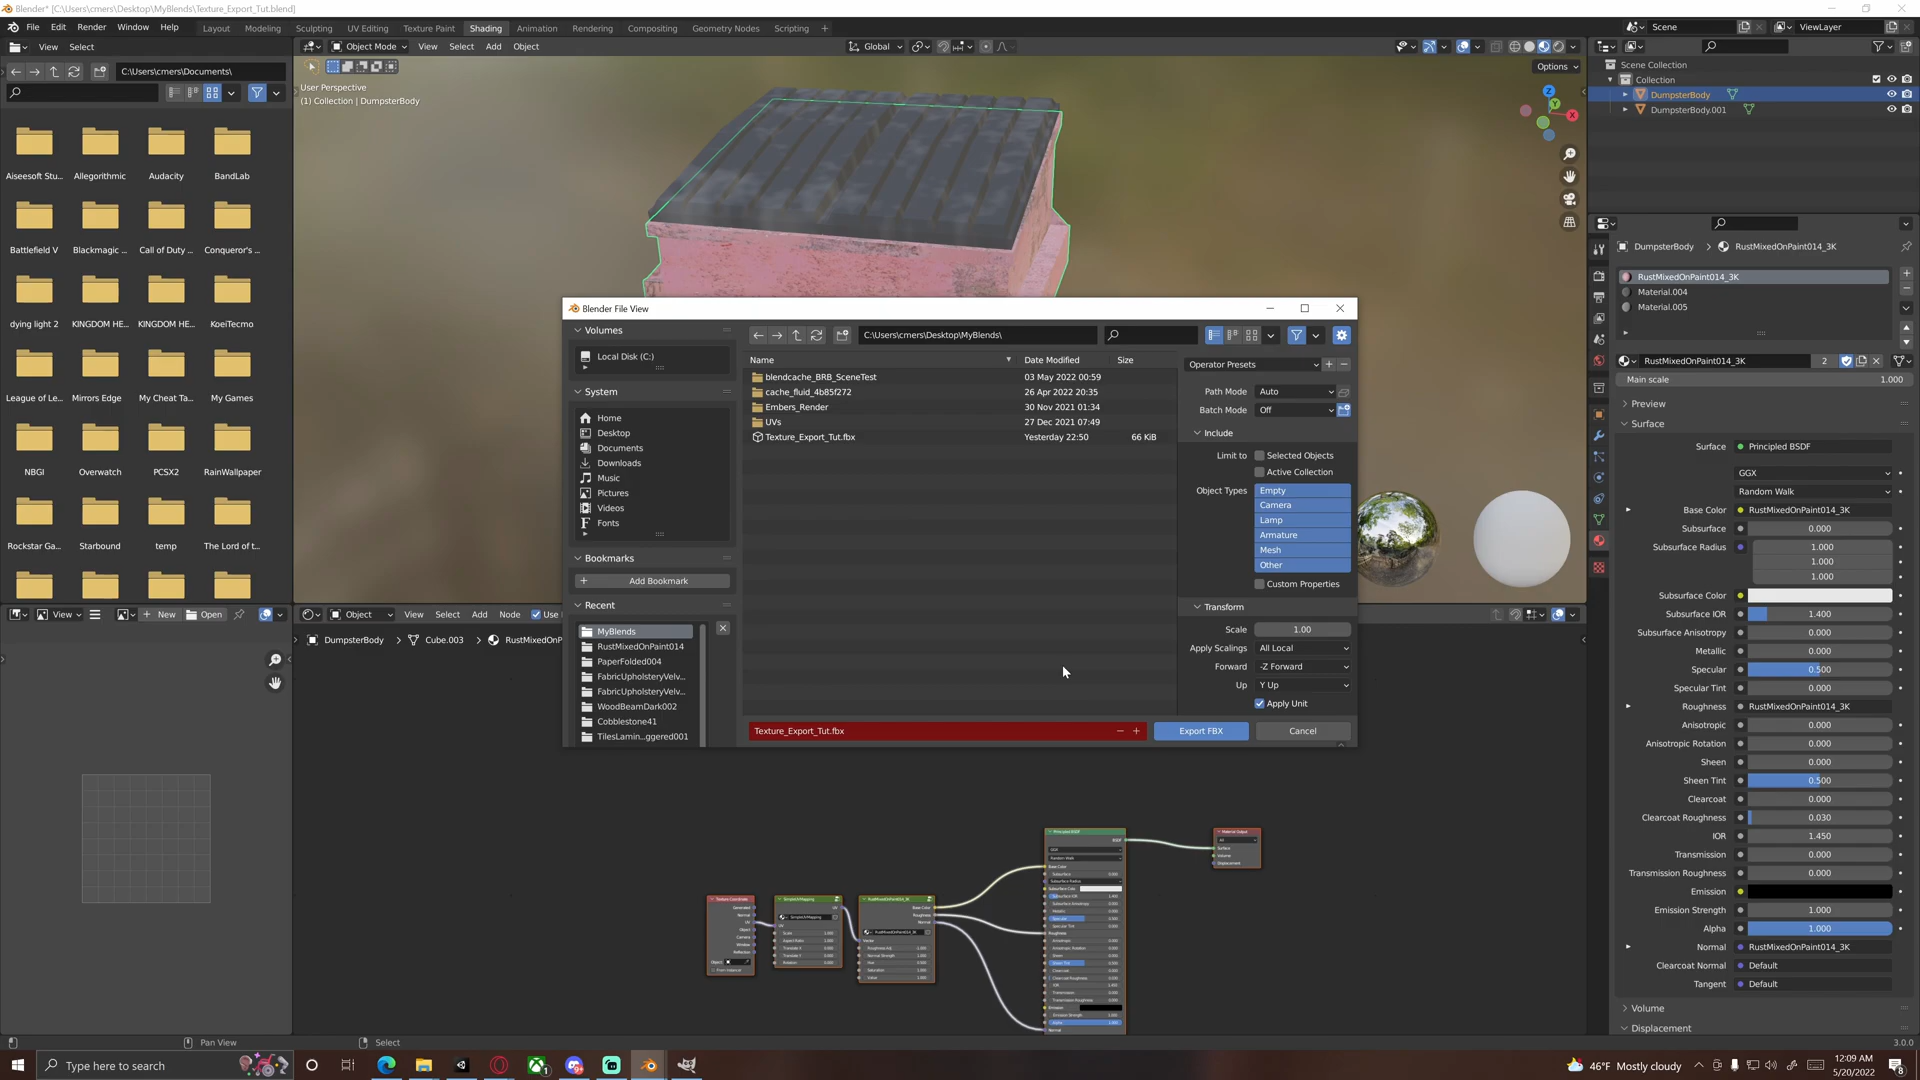 Blender* [C:\Users\cmers\Desktop\MyBlends\Texture_Export_Tut.blend]
File Edit Render Window Help Layout Modeling Sculpting UV Editing Texture Paint Shading Animation Rendering Compositing Geometry Nodes Scripting + Scene ViewLayer
View Select Object Mode View Select Add Object Global
C:\Users\cmers\Documents\ Options
User Perspective
(1) Collection | DumpsterBody
Scene Collection
Collection
DumpsterBody
DumpsterBody.001
Z
Y
X
Aiseesoft Stu... Allegorithmic Audacity BandLab
Battlefield V Blackmagic ... Call of Duty ... Conqueror's ...
dying light 2 KINGDOM HE... KINGDOM HE... KoeiTecmo
League of Le... Mirrors Edge My Cheat Ta... My Games
NBGI Overwatch PCSX2 RainWallpaper
Rockstar Ga... Starbound temp The Lord of t...
Blender File View
Volumes
Local Disk (C:)
System
Home
Desktop
Documents
Downloads
Music
Pictures
Videos
Fonts
Bookmarks
Add Bookmark
Recent
MyBlends
RustMixedOnPaint014
PaperFolded004
FabricUpholsteryVelv...
FabricUpholsteryVelv...
WoodBeamDark002
Cobblestone41
TilesLamin...ggered001
C:\Users\cmers\Desktop\MyBlends\
Name Date Modified Size
blendcache_BRB_SceneTest 03 May 2022 00:59
cache_fluid_4b85f272 26 Apr 2022 20:35
Embers_Render 30 Nov 2021 01:34
UVs 27 Dec 2021 07:49
Texture_Export_Tut.fbx Yesterday 22:50 66 KiB
Operator Presets
Path Mode Auto
Batch Mode Off
Include
Limit to Selected Objects
Active Collection
Object Types Empty
Camera
Lamp
Armature
Mesh
Other
Custom Properties
Transform
Scale 1.00
Apply Scalings All Local
Forward -Z Forward
Up Y Up
Apply Unit
Texture_Export_Tut.fbx Export FBX Cancel
DumpsterBody RustMixedOnPaint014_3K
RustMixedOnPaint014_3K
Material.004
Material.005
RustMixedOnPaint014_3K 2
Main scale 1.000
Preview
Surface
Surface Principled BSDF
GGX
Random Walk
Base Color RustMixedOnPaint014_3K
Subsurface 0.000
Subsurface Radius 1.000
1.000
1.000
Subsurface Color
Subsurface IOR 1.400
Subsurface Anisotropy 0.000
Metallic 0.000
Specular 0.500
Specular Tint 0.000
Roughness RustMixedOnPaint014_3K
Anisotropic 0.000
Anisotropic Rotation 0.000
Sheen 0.000
Sheen Tint 0.500
Clearcoat 0.000
Clearcoat Roughness 0.030
IOR 1.450
Transmission 0.000
Transmission Roughness 0.000
Emission
Emission Strength 1.000
Alpha 1.000
Normal RustMixedOnPaint014_3K
Clearcoat Normal Default
Tangent Default
Volume
Displacement
View New Open Object View Select Add Node Use
DumpsterBody Cube.003 RustMixedOnP
Principled BSDF
Material Output
Texture Coordinate
Pan View Select 3.0.0
Type here to search 46°F Mostly cloudy 12:09 AM
5/20/2022